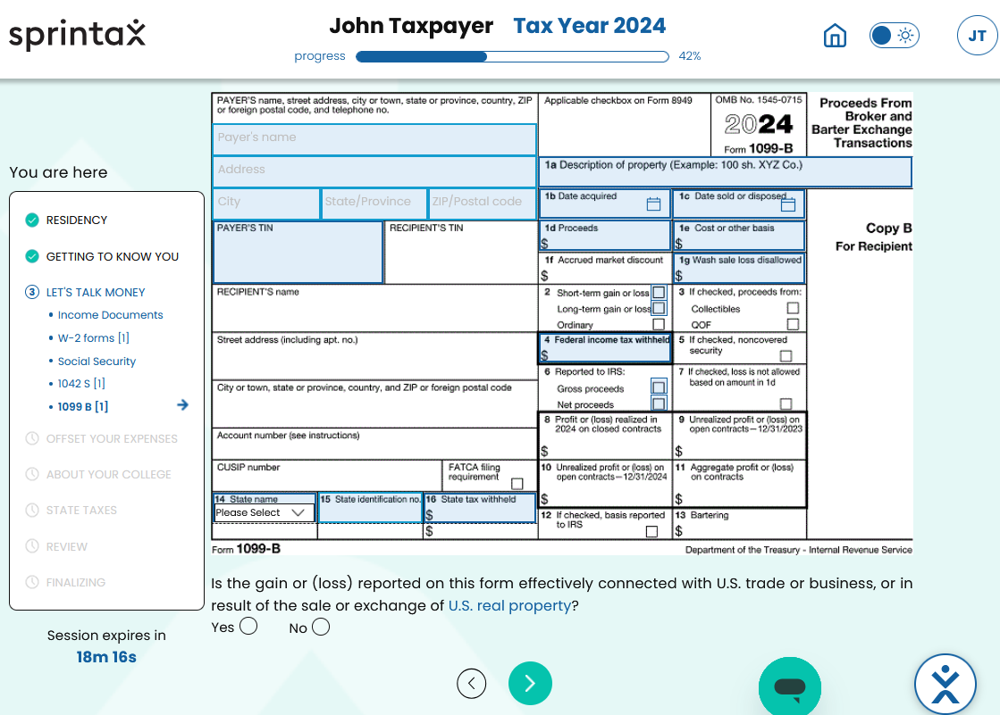 sprintax
John Taxpayer Tax Year 2024
progress 42%
JT
You are here
RESIDENCY
GETTING TO KNOW YOU
3 LET'S TALK MONEY
• Income Documents
• W-2 forms [1]
• Social Security
• 1042 S [1]
• 1099 B [1]
OFFSET YOUR EXPENSES
ABOUT YOUR COLLEGE
STATE TAXES
REVIEW
FINALIZING
Session expires in
18m 16s
PAYER'S name, street address, city or town, state or province, country, ZIP
or foreign postal code, and telephone no.
Payer's name
Address
City State/Province ZIP/Postal code
PAYER'S TIN RECIPIENT'S TIN
RECIPIENT'S name
Street address (including apt. no.)
City or town, state or province, country, and ZIP or foreign postal code
Account number (see instructions)
CUSIP number FATCA filing
requirement
14 State name 15 State identification no. 16 State tax withheld
Please Select $
$
Applicable checkbox on Form 8949
OMB No. 1545-0715
2024
Form 1099-B
Proceeds From
Broker and
Barter Exchange
Transactions
1a Description of property (Example: 100 sh. XYZ Co.)
1b Date acquired 1c Date sold or disposed
1d Proceeds 1e Cost or other basis
$ $
1f Accrued market discount 1g Wash sale loss disallowed
$ $
2 Short-term gain or loss 3 If checked, proceeds from:
Long-term gain or loss Collectibles
Ordinary QOF
4 Federal income tax withheld 5 If checked, noncovered
$ security
6 Reported to IRS: 7 If checked, loss is not allowed
Gross proceeds based on amount in 1d
Net proceeds
8 Profit or (loss) realized in 9 Unrealized profit or (loss) on
2024 on closed contracts open contracts—12/31/2023
$ $
10 Unrealized profit or (loss) on 11 Aggregate profit or (loss)
open contracts—12/31/2024 on contracts
$ $
12 If checked, basis reported 13 Bartering
to IRS $
Copy B
For Recipient
Form 1099-B Department of the Treasury - Internal Revenue Service
Is the gain or (loss) reported on this form effectively connected with U.S. trade or business, or in
result of the sale or exchange of U.S. real property?
Yes No